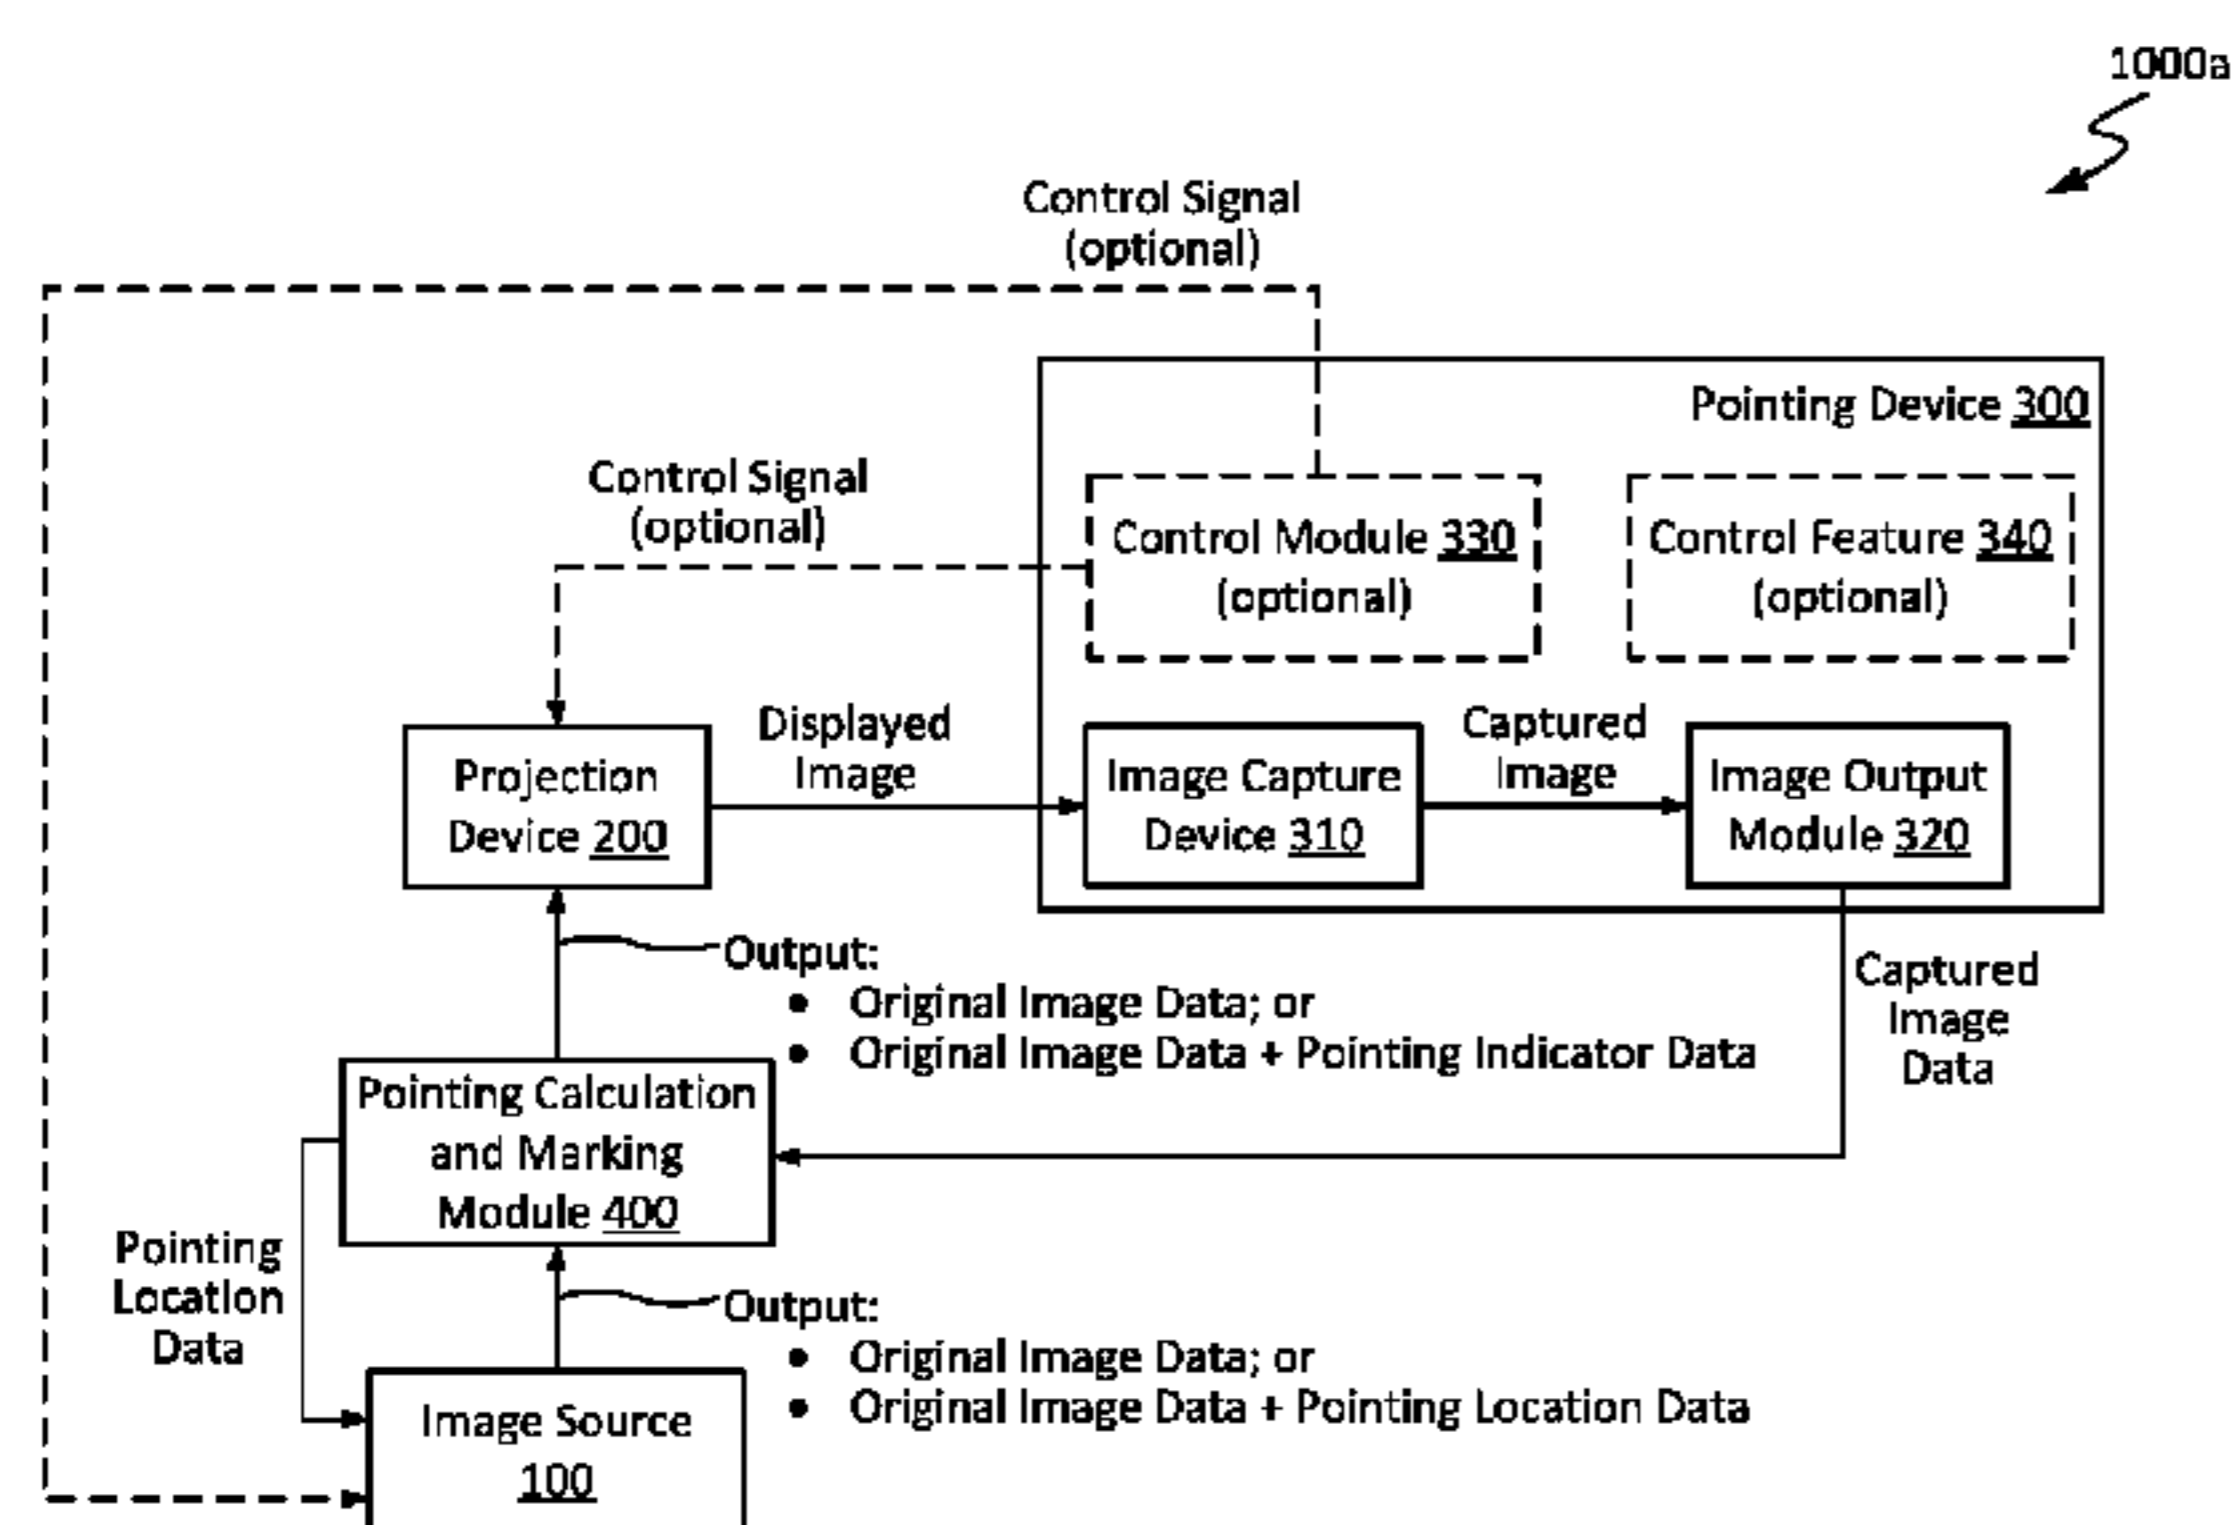 1000a
Control Signal
(optional)
Pointing Device 300
Control Signal
(optional)
Control Module 330
(optional)
Control Feature 340
(optional)
Projection
Device 200
Displayed
Image
Image Capture
Device 310
Captured
Image
Image Output
Module 320
Output:
• Original Image Data; or
• Original Image Data + Pointing Indicator Data
Captured
Image
Data
Pointing Calculation
and Marking
Module 400
Pointing
Location
Data
Output:
• Original Image Data; or
• Original Image Data + Pointing Location Data
Image Source
100